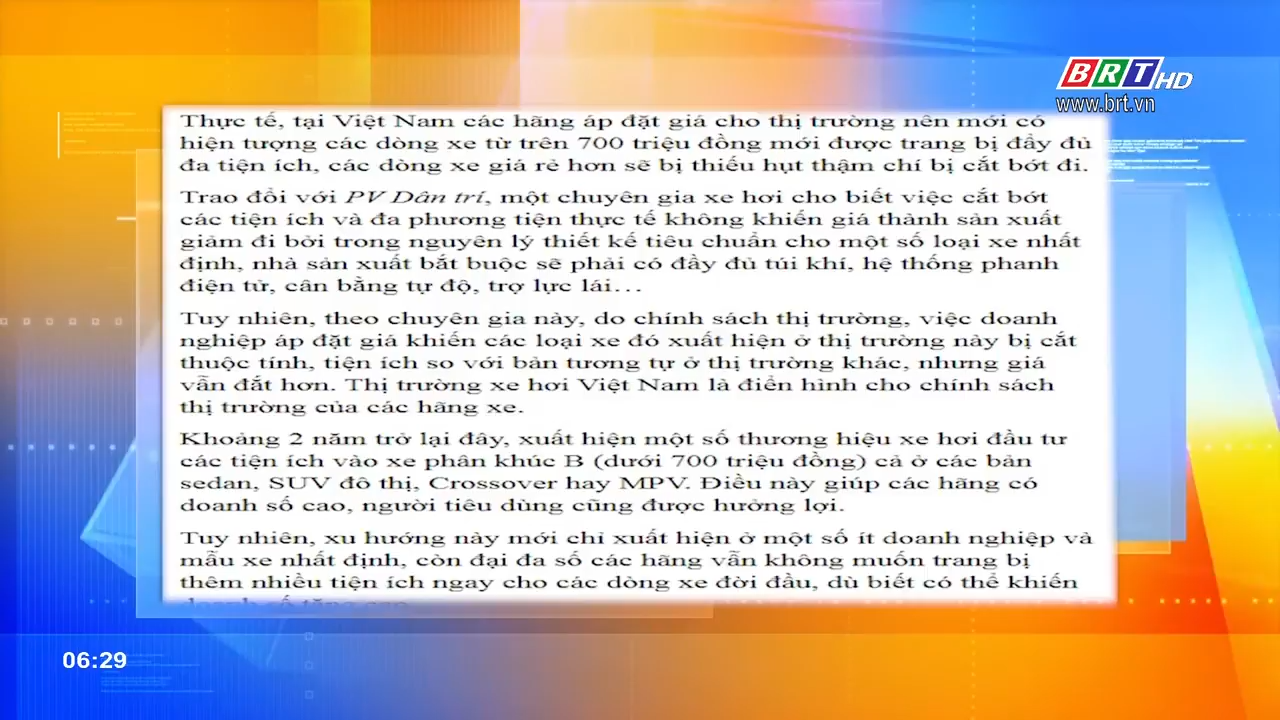 BRT HD
www.brt.vn
Thực tế, tại Việt Nam các hãng áp đặt giá cho thị trường nên mới có
hiện tượng các dòng xe từ trên 700 triệu đồng mới được trang bị đầy đủ
đa tiện ích, các dòng xe giá rẻ hơn sẽ bị thiếu hụt thậm chí bị cắt bớt đi.
Trao đổi với PV Dân trí, một chuyên gia xe hơi cho biết việc cắt bớt
các tiện ích và đa phương tiện thực tế không khiến giá thành sản xuất
giảm đi bởi trong nguyên lý thiết kế tiêu chuẩn cho một số loại xe nhất
định, nhà sản xuất bắt buộc sẽ phải có đầy đủ túi khí, hệ thống phanh
điện tử, cân bằng tự độ, trợ lực lái...
Tuy nhiên, theo chuyên gia này, do chính sách thị trường, việc doanh
nghiệp áp đặt giá khiến các loại xe đó xuất hiện ở thị trường này bị cắt
thuộc tính, tiện ích so với bản tương tự ở thị trường khác, nhưng giá
vẫn đắt hơn. Thị trường xe hơi Việt Nam là điển hình cho chính sách
thị trường của các hãng xe.
Khoảng 2 năm trở lại đây, xuất hiện một số thương hiệu xe hơi đầu tư
các tiện ích vào xe phân khúc B (dưới 700 triệu đồng) cả ở các bản
sedan, SUV đô thị, Crossover hay MPV. Điều này giúp các hãng có
doanh số cao, người tiêu dùng cũng được hưởng lợi.
Tuy nhiên, xu hướng này mới chỉ xuất hiện ở một số ít doanh nghiệp và
mẫu xe nhất định, còn đại đa số các hãng vẫn không muốn trang bị
thêm nhiều tiện ích ngay cho các dòng xe đời đầu, dù biết có thể khiến
doanh số tăng cao.
06:29